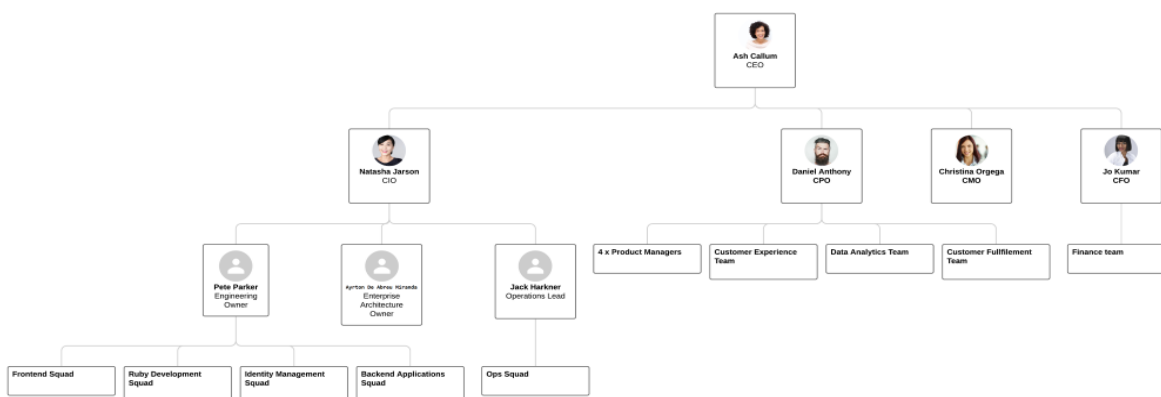 Ash Callum
CEO
Natasha Jarson
CIO
Daniel Anthony
CPO
Christina Orgega
CMO
Jo Kumar
CFO
Pete Parker
Engineering
Owner
Ayrton De Abreu Miranda
Enterprise
Architecture
Owner
Jack Harkner
Operations Lead
4 x Product Managers
Customer Experience
Team
Data Analytics Team
Customer Fullfilement
Team
Finance team
Frontend Squad
Ruby Development
Squad
Identity Management
Squad
Backend Applications
Squad
Ops Squad